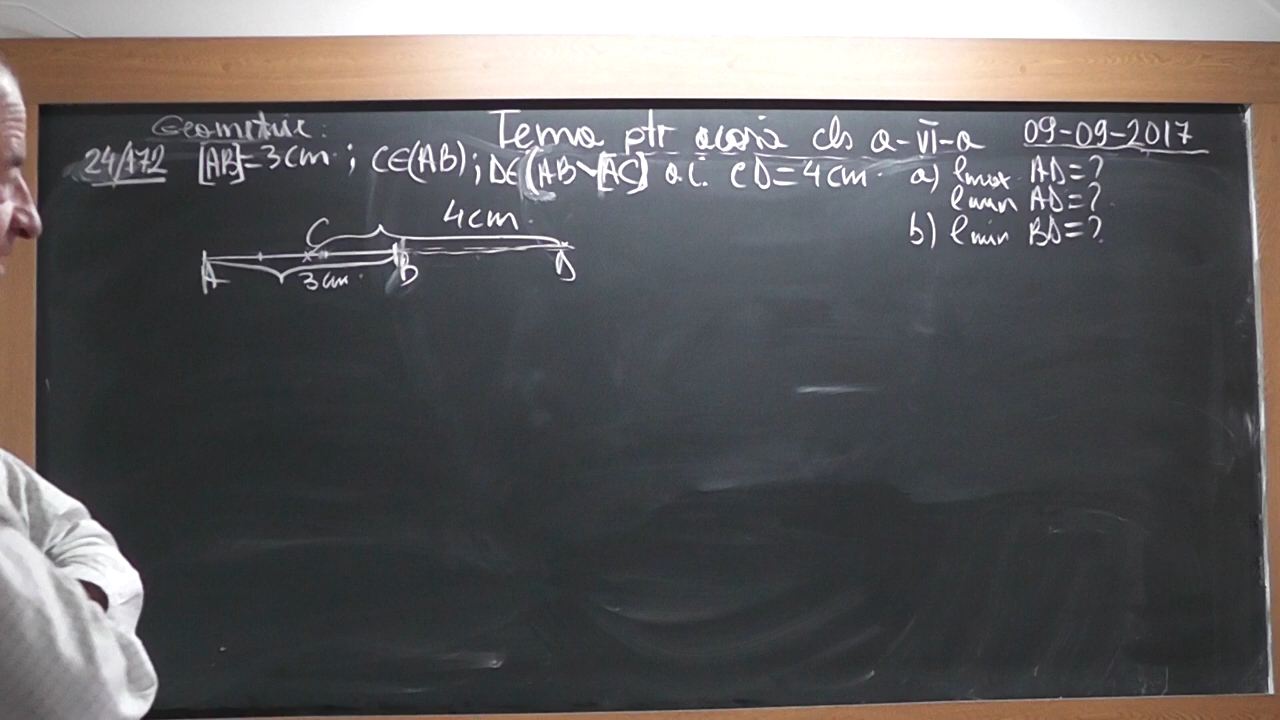 Geometrie: Tema ptr acasă cls a-VI-a 09-09-2017
24/172 [AB]=3cm; C∈(AB); D∈(AB\[AC] a.î. CD=4cm. a) lmax AD=?
lmin AD=?
b) lmin BD=?
4cm.
C
A 3cm. B D